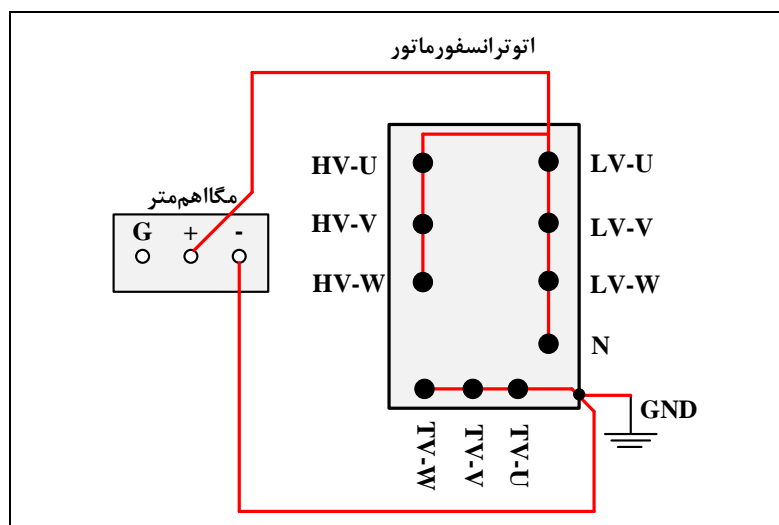 اتوترانسفورماتور
مگااهم‌متر
G + -
HV-U
HV-V
HV-W
LV-U
LV-V
LV-W
N
GND
TV-W
TV-V
TV-U